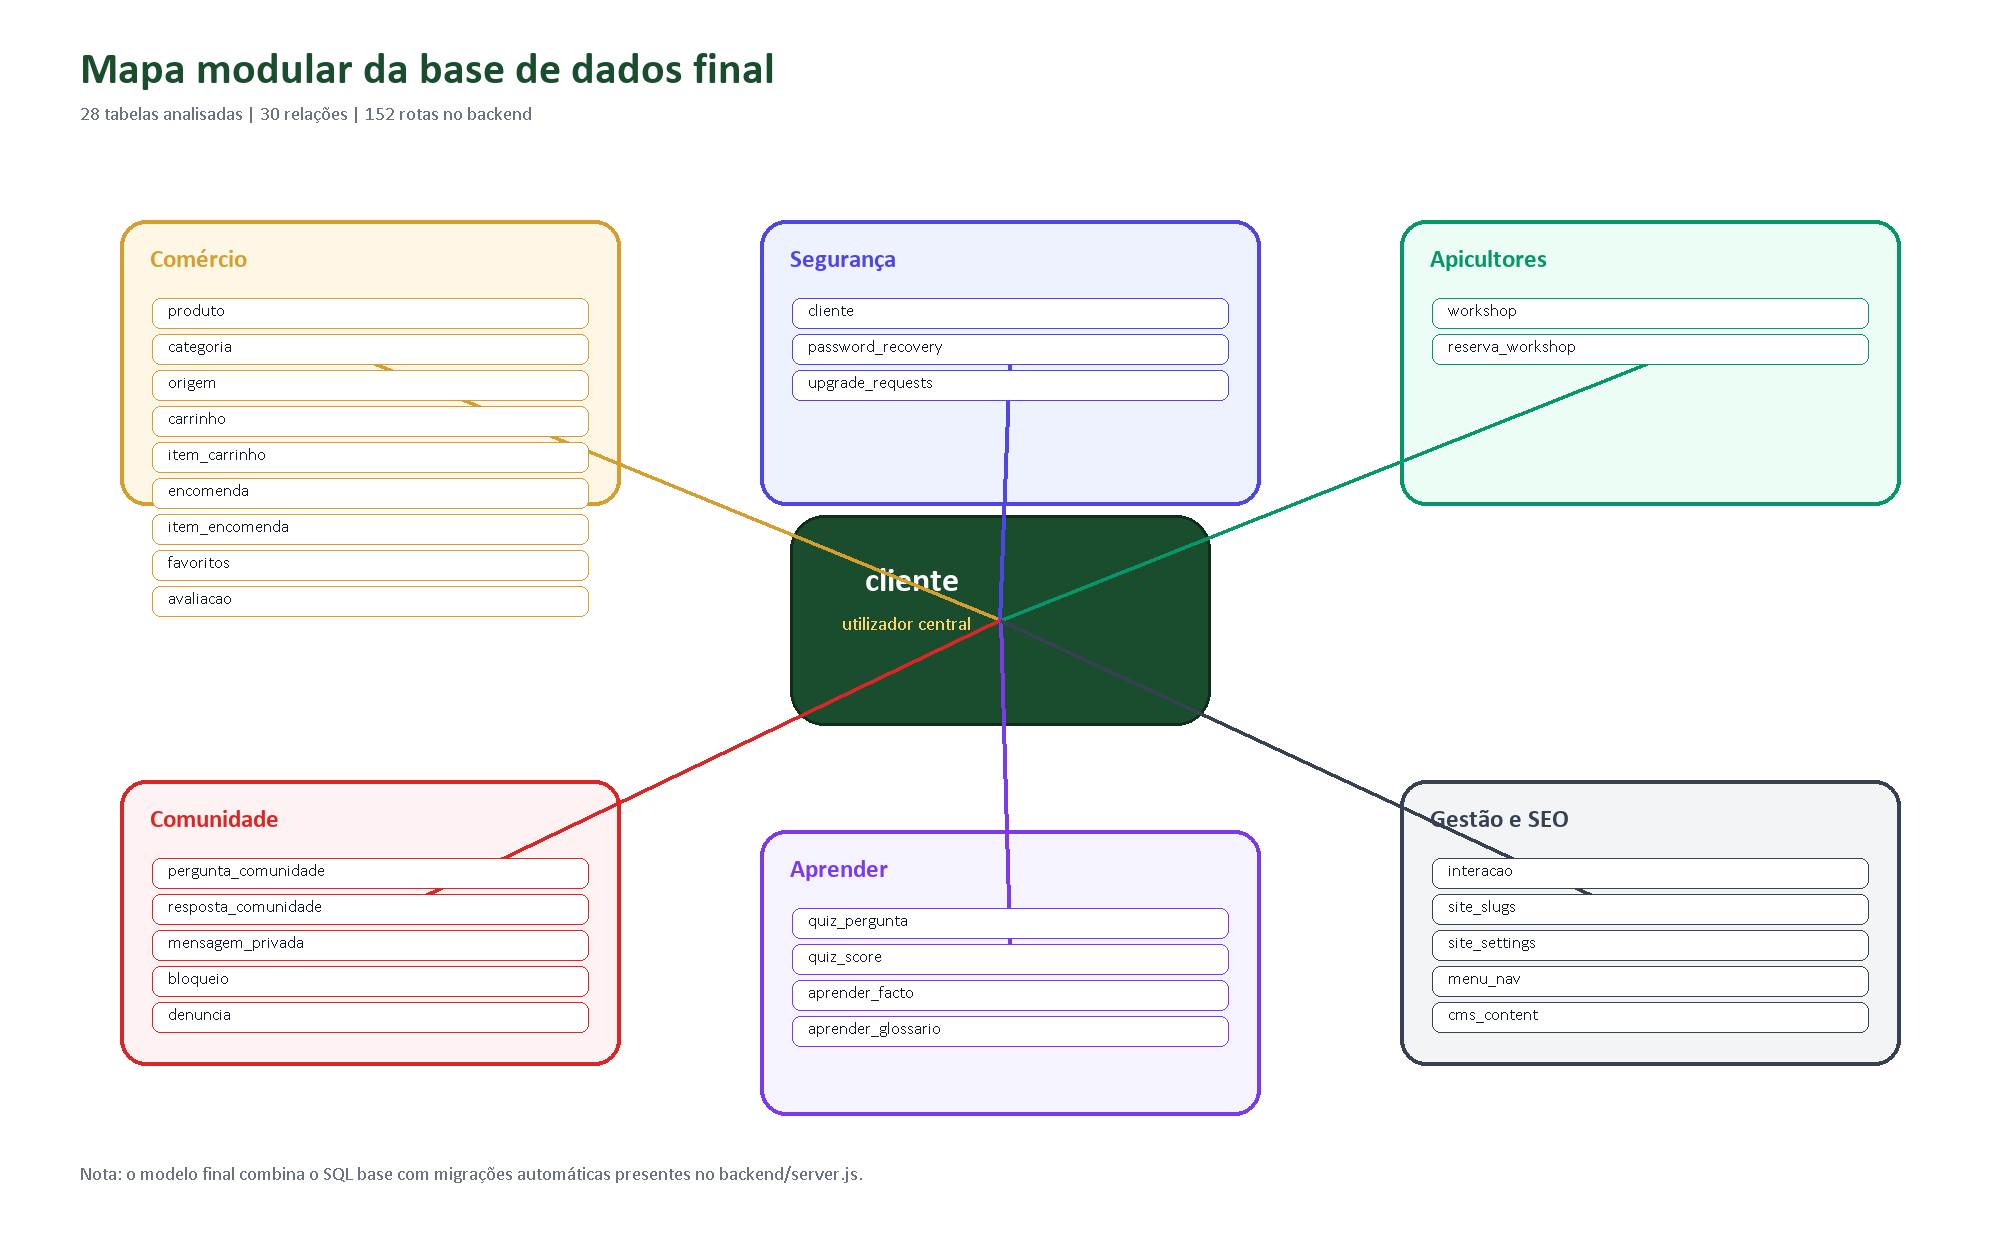 Mapa modular da base de dados final
28 tabelas analisadas | 30 relações | 152 rotas no backend
Comércio
produto
categoria
origem
carrinho
item_carrinho
encomenda
item_encomenda
favoritos
avaliacao
Segurança
cliente
password_recovery
upgrade_requests
Apicultores
workshop
reserva_workshop
cliente
utilizador central
Comunidade
pergunta_comunidade
resposta_comunidade
mensagem_privada
bloqueio
denuncia
Aprender
quiz_pergunta
quiz_score
aprender_facto
aprender_glossario
Gestão e SEO
interacao
site_slugs
site_settings
menu_nav
cms_content
Nota: o modelo final combina o SQL base com migrações automáticas presentes no backend/server.js.